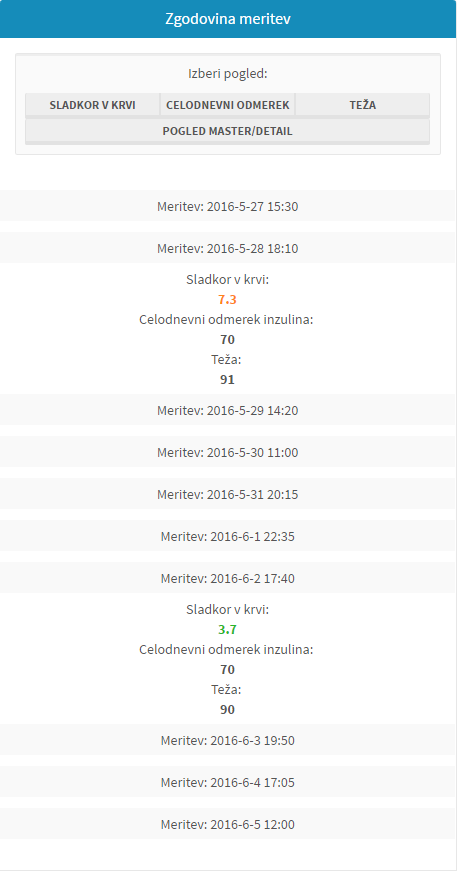 Zgodovina meritev
Izberi pogled:
SLADKOR V KRVI CELODNEVNI ODMEREK TEŽA
POGLED MASTER/DETAIL
Meritev: 2016-5-27 15:30
Meritev: 2016-5-28 18:10
Sladkor v krvi:
7.3
Celodnevni odmerek inzulina:
70
Teža:
91
Meritev: 2016-5-29 14:20
Meritev: 2016-5-30 11:00
Meritev: 2016-5-31 20:15
Meritev: 2016-6-1 22:35
Meritev: 2016-6-2 17:40
Sladkor v krvi:
3.7
Celodnevni odmerek inzulina:
70
Teža:
90
Meritev: 2016-6-3 19:50
Meritev: 2016-6-4 17:05
Meritev: 2016-6-5 12:00